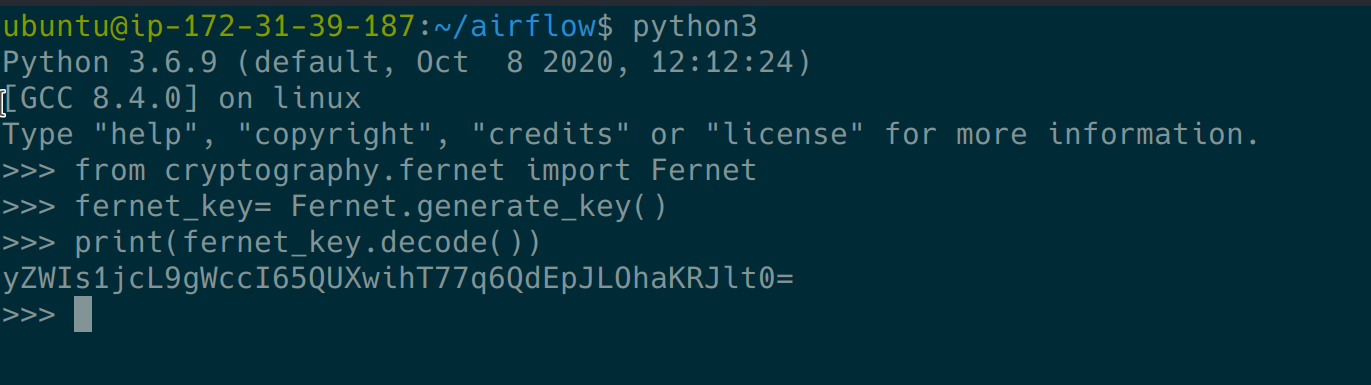 ubuntu@ip-172-31-39-187:~/airflow$ python3
Python 3.6.9 (default, Oct  8 2020, 12:12:24)
[GCC 8.4.0] on linux
Type "help", "copyright", "credits" or "license" for more information.
>>> from cryptography.fernet import Fernet
>>> fernet_key= Fernet.generate_key()
>>> print(fernet_key.decode())
yZWIs1jcL9gWccI65QUXwihT77q6QdEpJLOhaKRJlt0=
>>>